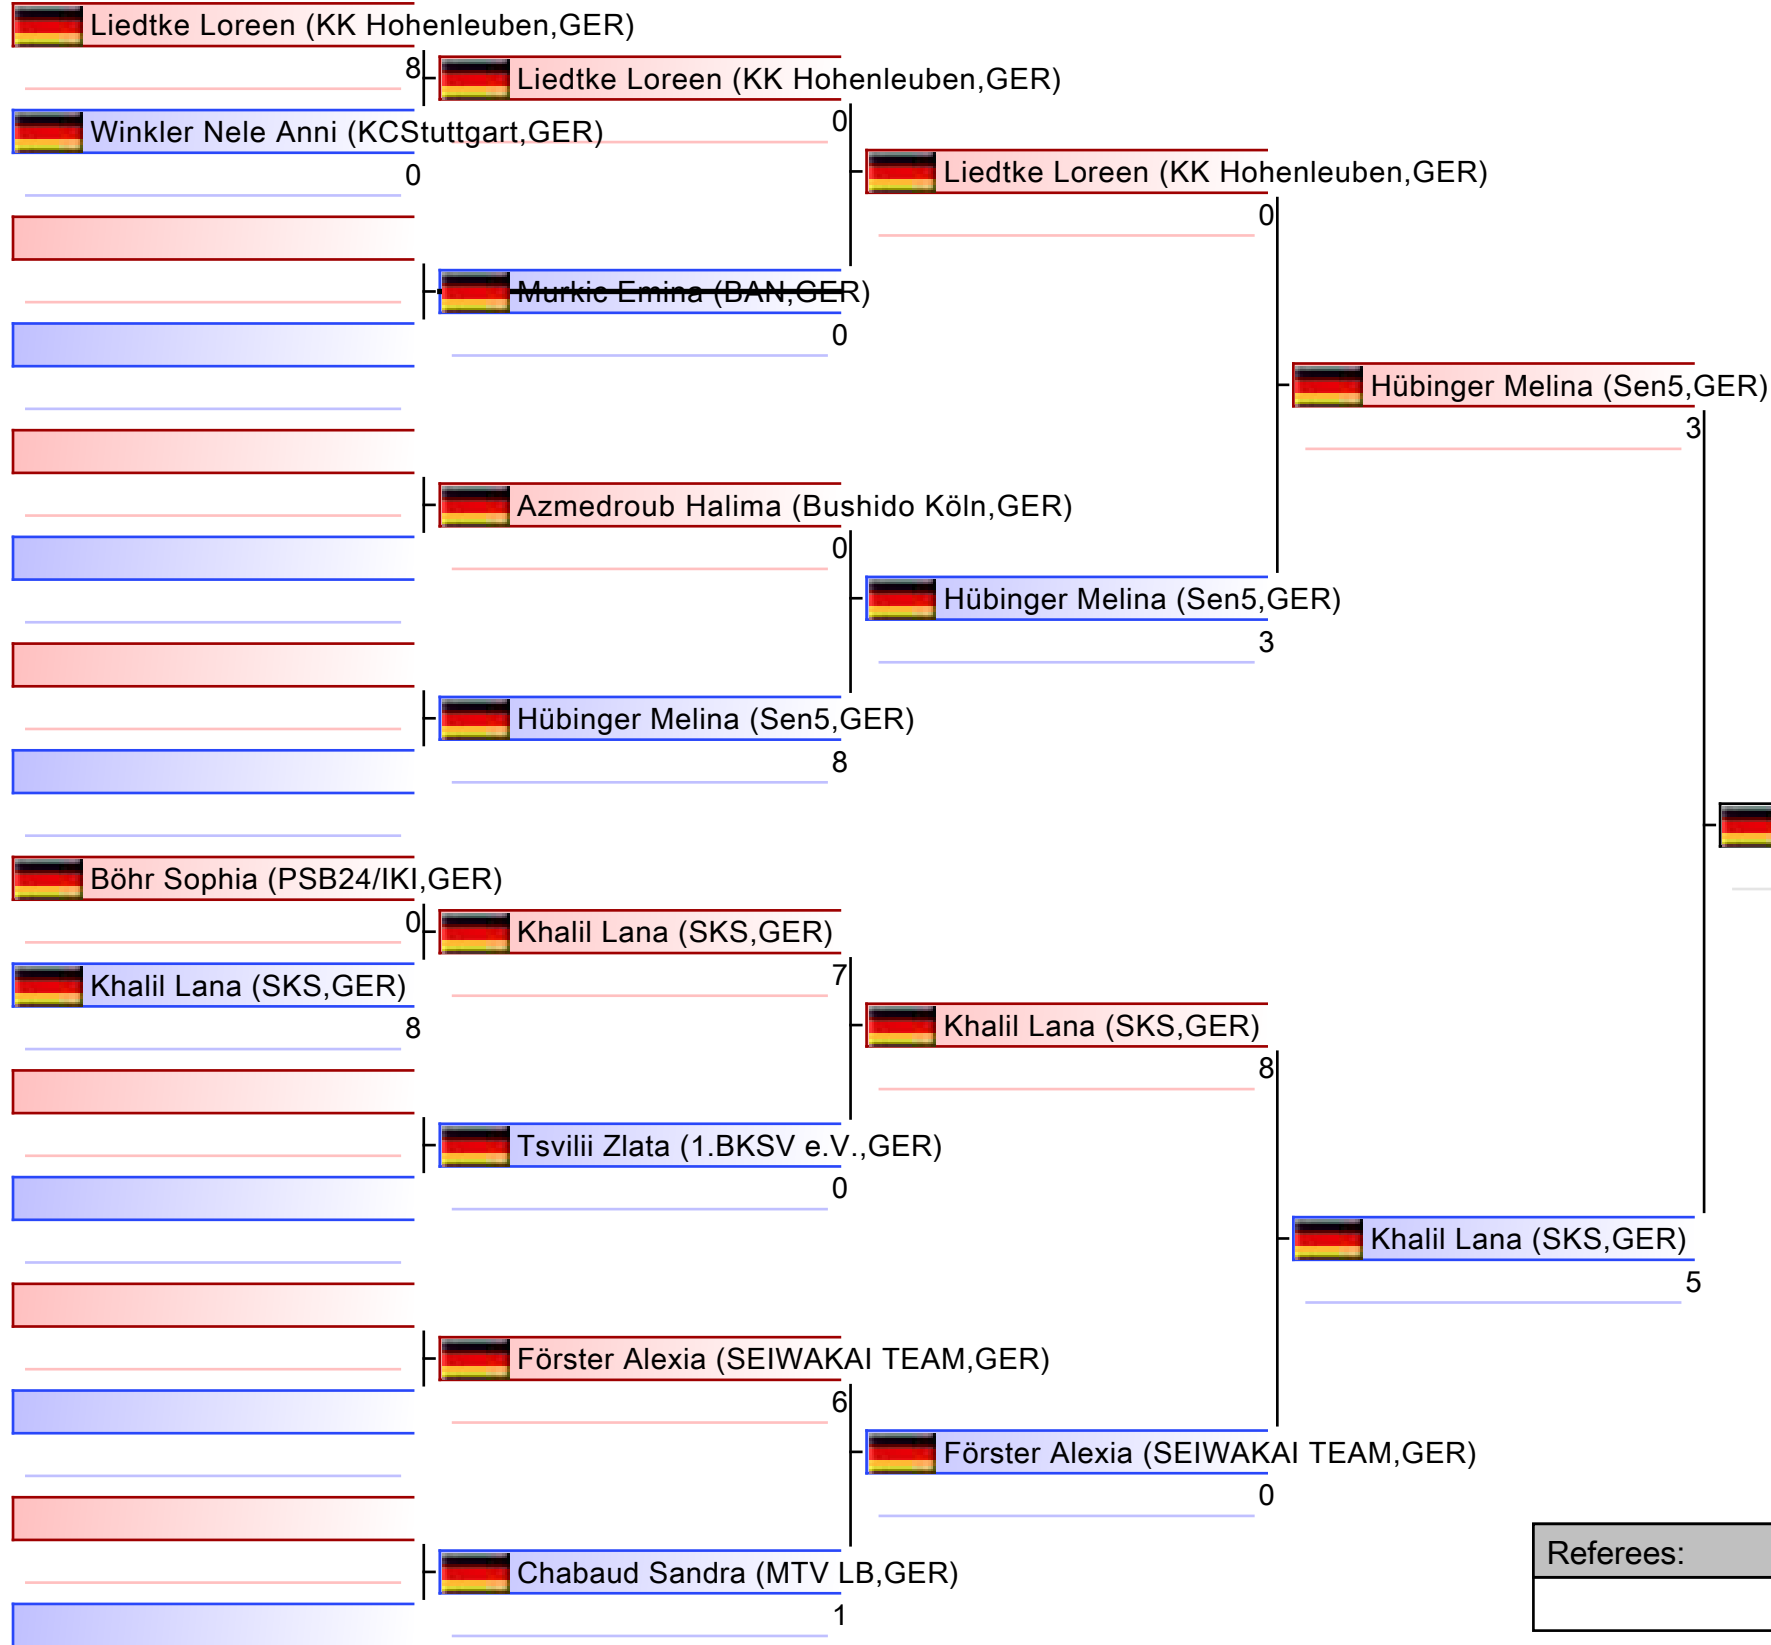 Liedtke Loreen (KK Hohenleuben,GER)
8
Liedtke Loreen (KK Hohenleuben,GER)
0
Winkler Nele Anni (KCStuttgart,GER)
0
Liedtke Loreen (KK Hohenleuben,GER)
0
Murkic Emina (BAN,GER)
0
Hübinger Melina (Sen5,GER)
3
Azmedroub Halima (Bushido Köln,GER)
0
Hübinger Melina (Sen5,GER)
3
Hübinger Melina (Sen5,GER)
8
Böhr Sophia (PSB24/IKI,GER)
0
Khalil Lana (SKS,GER)
7
Khalil Lana (SKS,GER)
8
Khalil Lana (SKS,GER)
8
Tsvilii Zlata (1.BKSV e.V.,GER)
0
Khalil Lana (SKS,GER)
5
Förster Alexia (SEIWAKAI TEAM,GER)
6
Förster Alexia (SEIWAKAI TEAM,GER)
0
Chabaud Sandra (MTV LB,GER)
1
Referees: